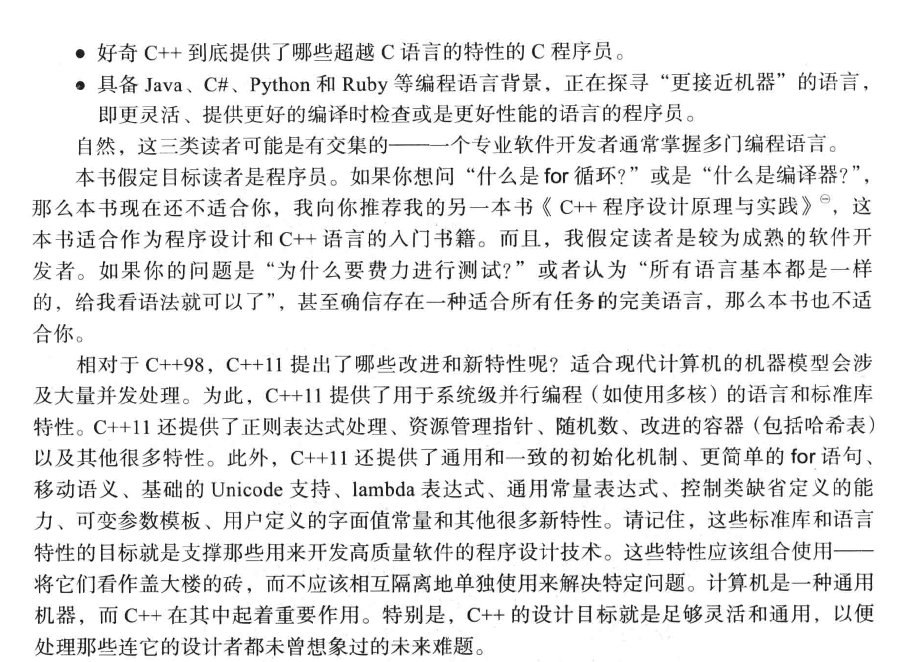 ● 好奇 C++ 到底提供了哪些超越 C 语言的特性的 C 程序员。
● 具备 Java、C#、Python 和 Ruby 等编程语言背景，正在探寻“更接近机器”的语言，
即更灵活、提供更好的编译时检查或是更好性能的语言的程序员。
自然，这三类读者可能是有交集的——一个专业软件开发者通常掌握多门编程语言。
本书假定目标读者是程序员。如果你想问“什么是 for 循环？”或是“什么是编译器？”，
那么本书现在还不适合你，我向你推荐我的另一本书《 C++ 程序设计原理与实践》㊀，这
本书适合作为程序设计和 C++ 语言的入门书籍。而且，我假定读者是较为成熟的软件开
发者。如果你的问题是“为什么要费力进行测试？”或者认为“所有语言基本都是一样
的，给我看语法就可以了”，甚至确信存在一种适合所有任务的完美语言，那么本书也不适
合你。
相对于 C++98，C++11 提出了哪些改进和新特性呢？适合现代计算机的机器模型会涉
及大量并发处理。为此，C++11 提供了用于系统级并行编程（如使用多核）的语言和标准库
特性。C++11 还提供了正则表达式处理、资源管理指针、随机数、改进的容器（包括哈希表）
以及其他很多特性。此外，C++11 还提供了通用和一致的初始化机制、更简单的 for 语句、
移动语义、基础的 Unicode 支持、lambda 表达式、通用常量表达式、控制类缺省定义的能
力、可变参数模板、用户定义的字面值常量和其他很多新特性。请记住，这些标准库和语言
特性的目标就是支撑那些用来开发高质量软件的程序设计技术。这些特性应该组合使用——
将它们看作盖大楼的砖，而不应该相互隔离地单独使用来解决特定问题。计算机是一种通用
机器，而 C++ 在其中起着重要作用。特别是，C++ 的设计目标就是足够灵活和通用，以便
处理那些连它的设计者都未曾想象过的未来难题。